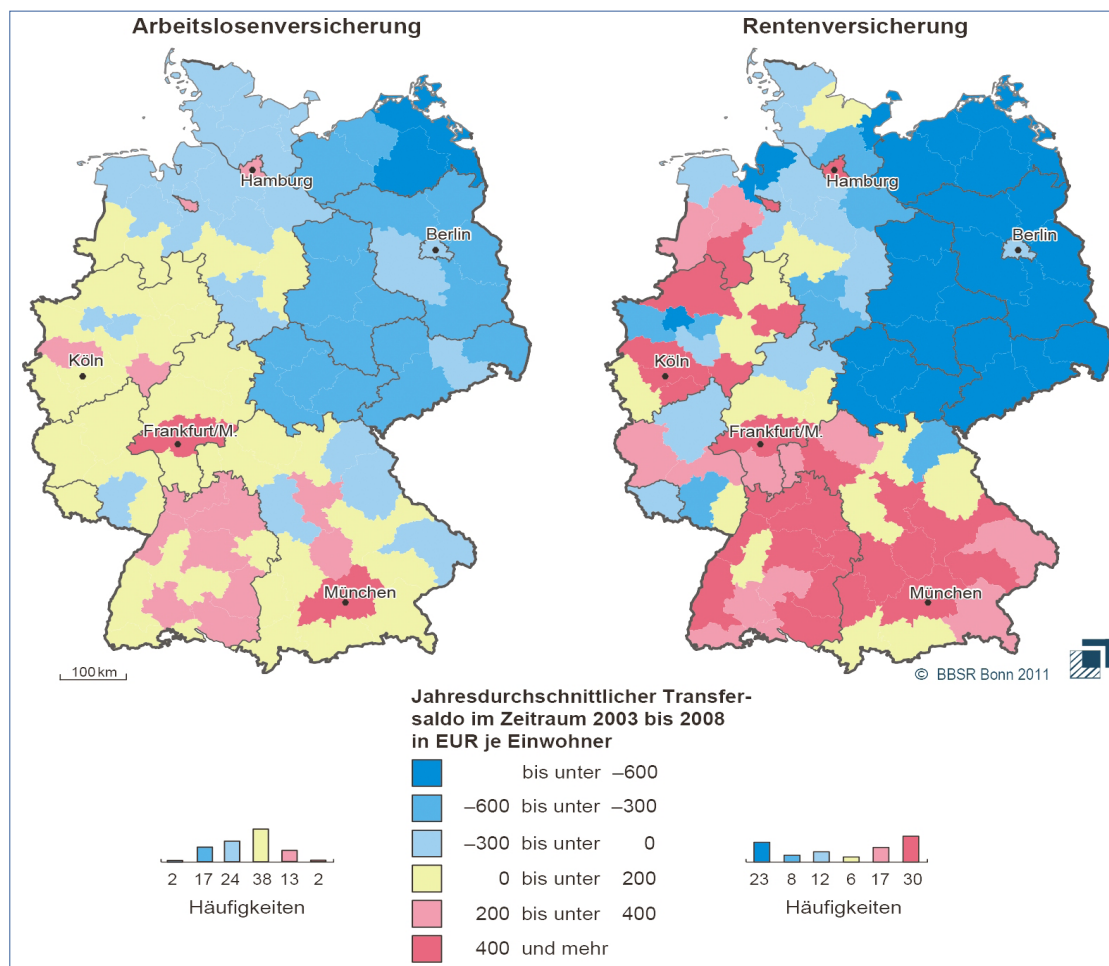 Arbeitslosenversicherung
Rentenversicherung
Hamburg
Berlin
Köln
Frankfurt/M.
München
100 km
Hamburg
Berlin
Köln
Frankfurt/M.
München
© BBSR Bonn 2011
Jahresdurchschnittlicher Transfer-
saldo im Zeitraum 2003 bis 2008
in EUR je Einwohner
bis unter –600
–600 bis unter –300
–300 bis unter 0
0 bis unter 200
200 bis unter 400
400 und mehr
2 17 24 38 13 2
Häufigkeiten
23 8 12 6 17 30
Häufigkeiten